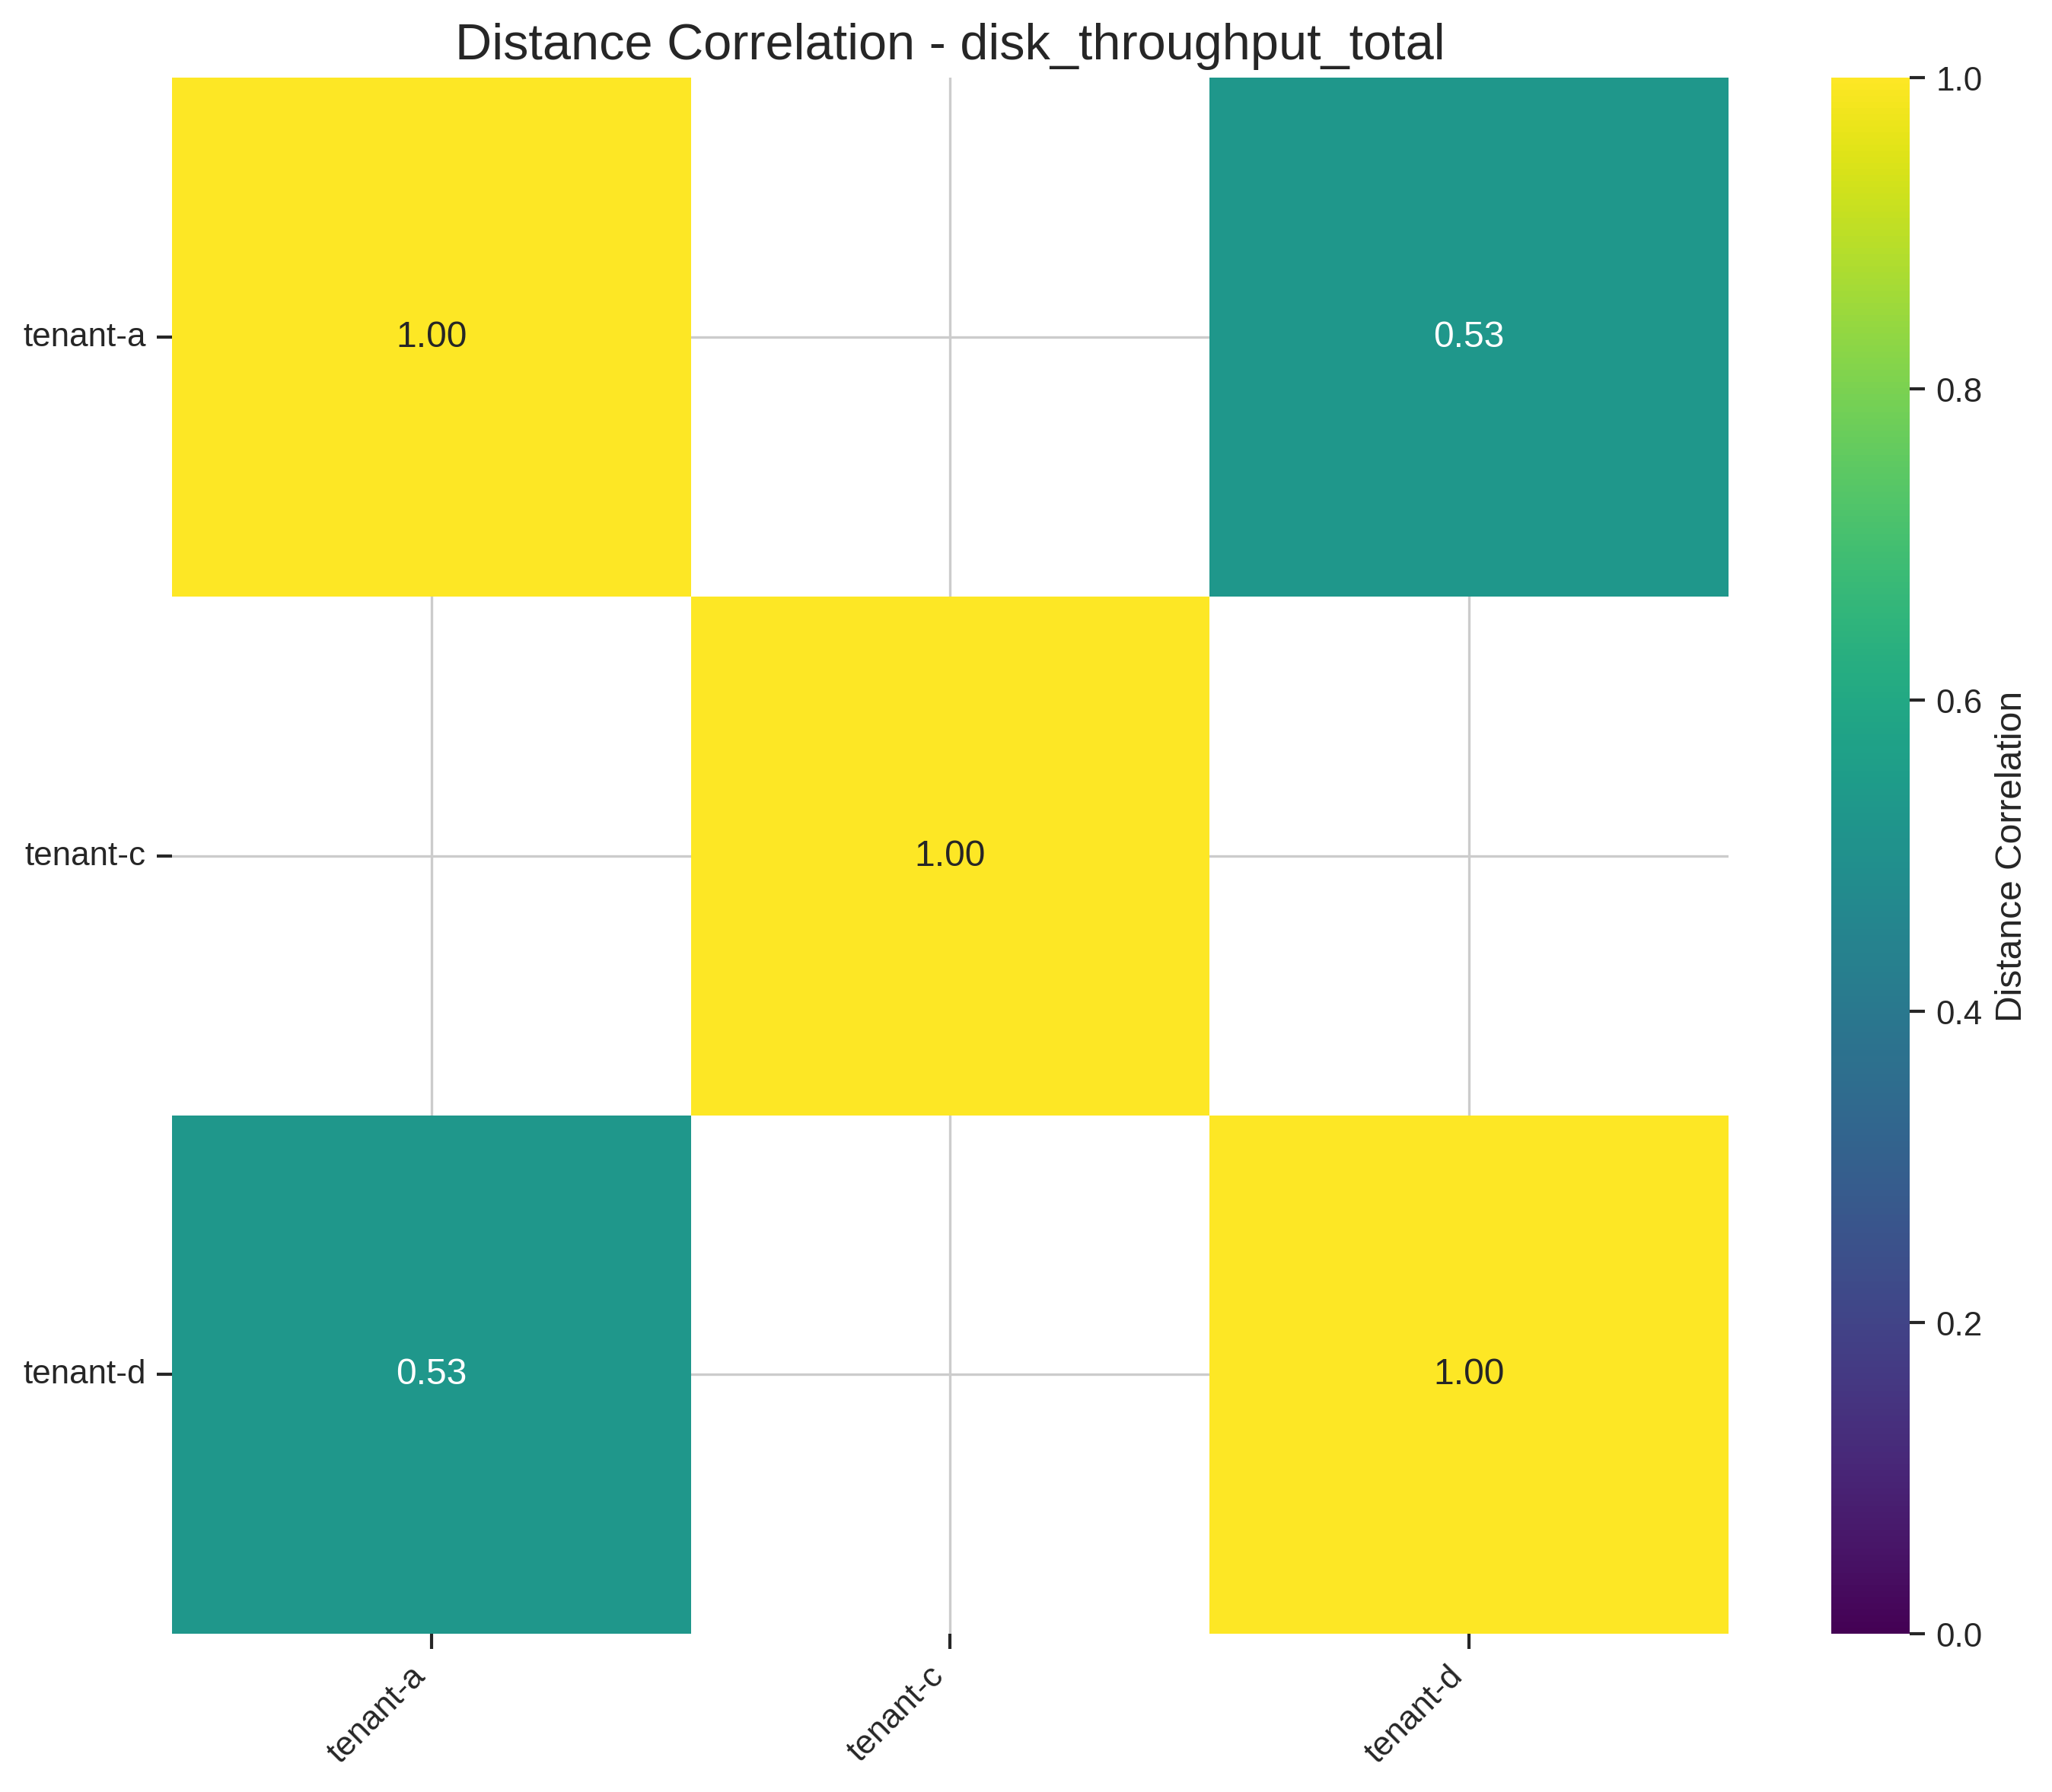 Distance Correlation - disk_throughput_total
tenant-a
1.00
0.53
tenant-c
1.00
tenant-d
0.53
1.00
tenant-a
tenant-c
tenant-d
1.0
0.8
0.6
0.4
0.2
0.0
Distance Correlation